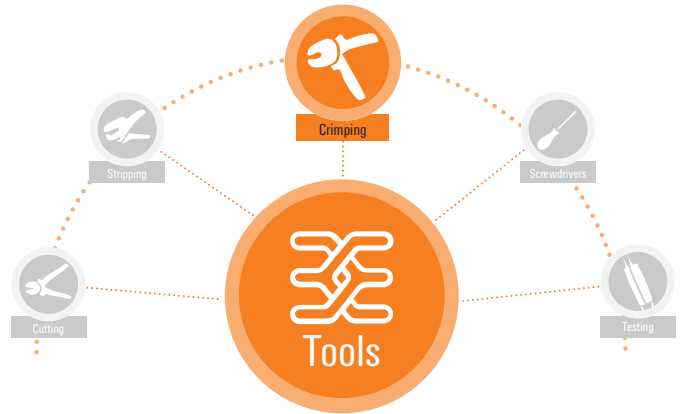 Crimping
Stripping
Screwdrivers
Cutting
Testing
Tools